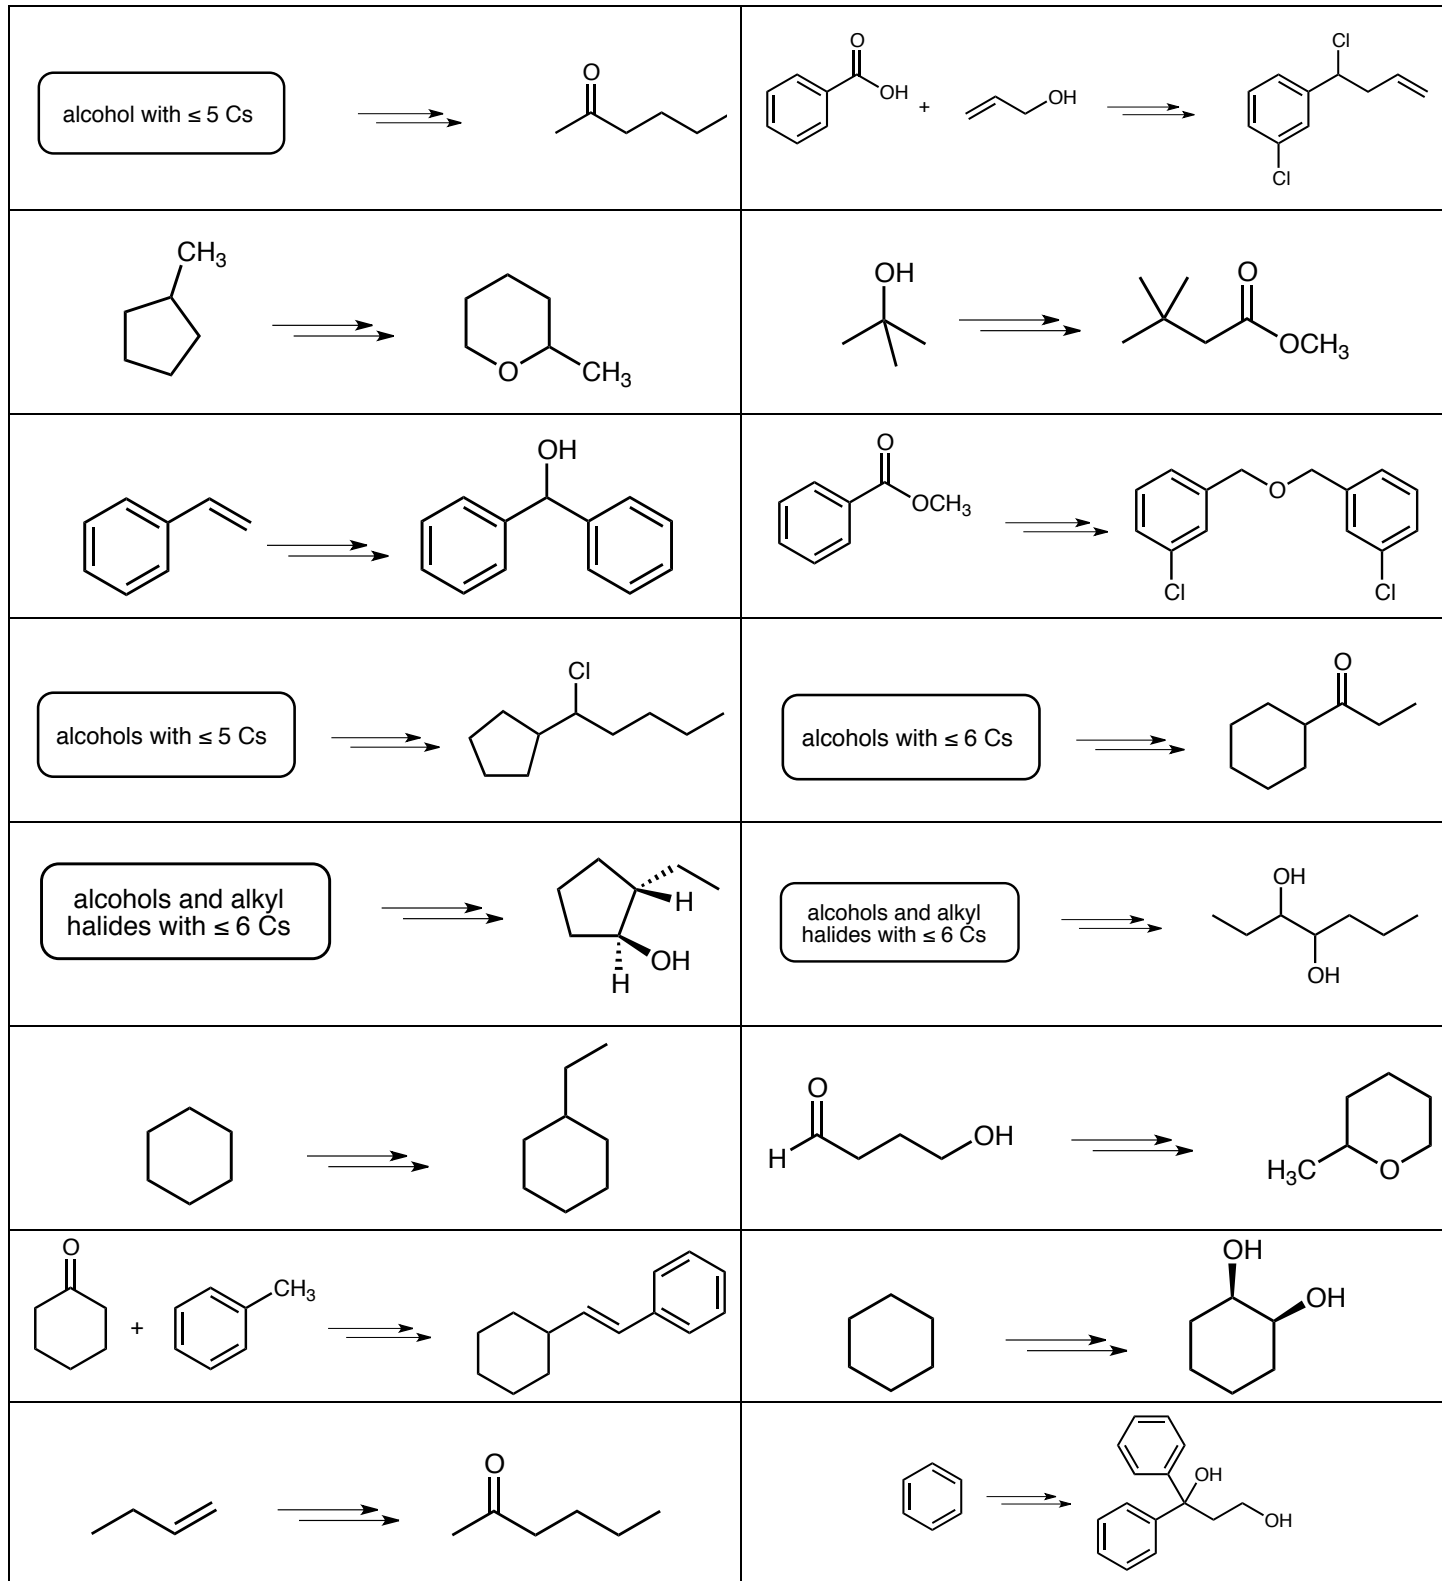 alcohol with ≤ 5 Cs
O
O
OH
+
OH
Cl
Cl
CH₃
O
CH₃
OH
O
OCH₃
OH
O
OCH₃
O
Cl
Cl
alcohols with ≤ 5 Cs
Cl
alcohols with ≤ 6 Cs
O
alcohols and alkyl
halides with ≤ 6 Cs
H
OH
H
alcohols and alkyl
halides with ≤ 6 Cs
OH
OH
O
H
OH
H₃C
O
O
+
CH₃
OH
OH
O
OH
OH